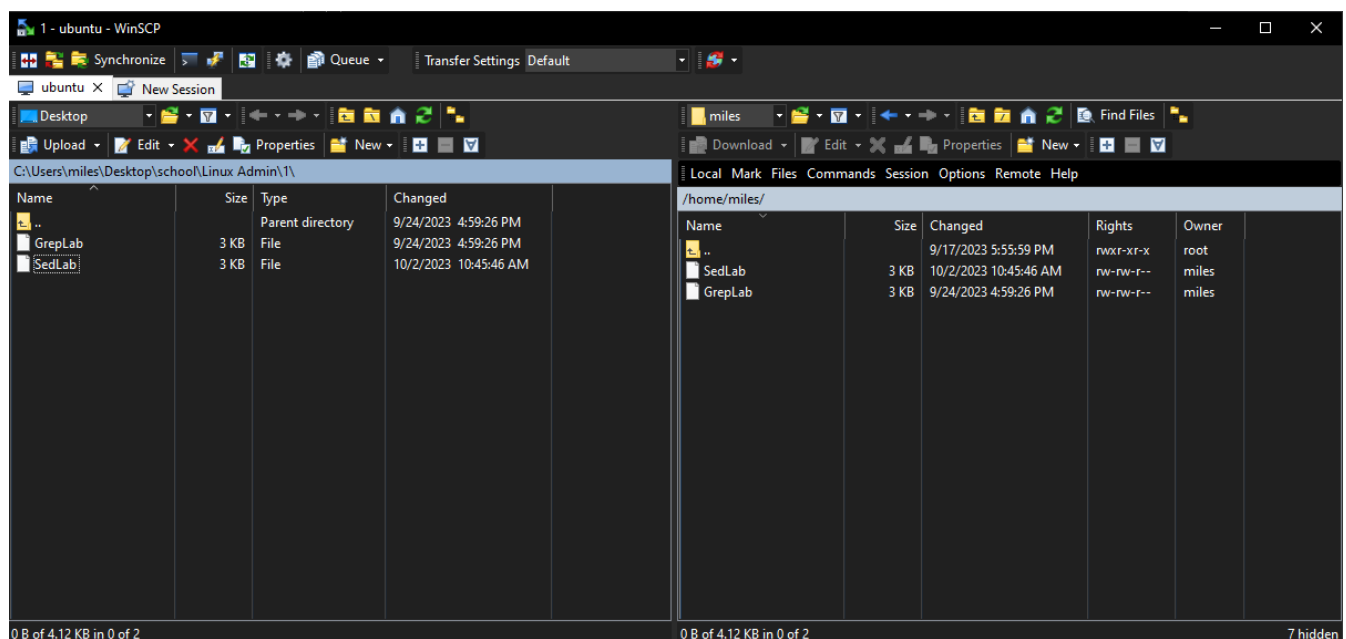 1 - ubuntu - WinSCP
Synchronize Queue Transfer Settings Default
ubuntu X New Session
Desktop
Upload Edit Properties New
C:\Users\miles\Desktop\school\Linux Admin\1\
Name Size Type Changed
.. Parent directory 9/24/2023 4:59:26 PM
GrepLab 3 KB File 9/24/2023 4:59:26 PM
SedLab 3 KB File 10/2/2023 10:45:46 AM
0 B of 4.12 KB in 0 of 2
miles Find Files
Download Edit Properties New
Local Mark Files Commands Session Options Remote Help
/home/miles/
Name Size Changed Rights Owner
.. 9/17/2023 5:55:59 PM rwxr-xr-x root
SedLab 3 KB 10/2/2023 10:45:46 AM rw-rw-r-- miles
GrepLab 3 KB 9/24/2023 4:59:26 PM rw-rw-r-- miles
0 B of 4.12 KB in 0 of 2 7 hidden